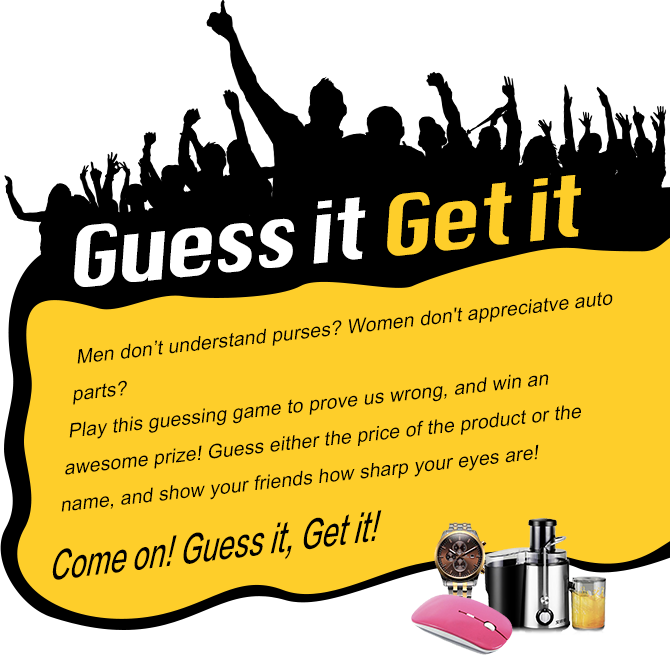 Guess it Get it
Men don’t understand purses? Women don't appreciatve auto
parts?
Play this guessing game to prove us wrong, and win an
awesome prize! Guess either the price of the product or the
name, and show your friends how sharp your eyes are!
Come on! Guess it, Get it!